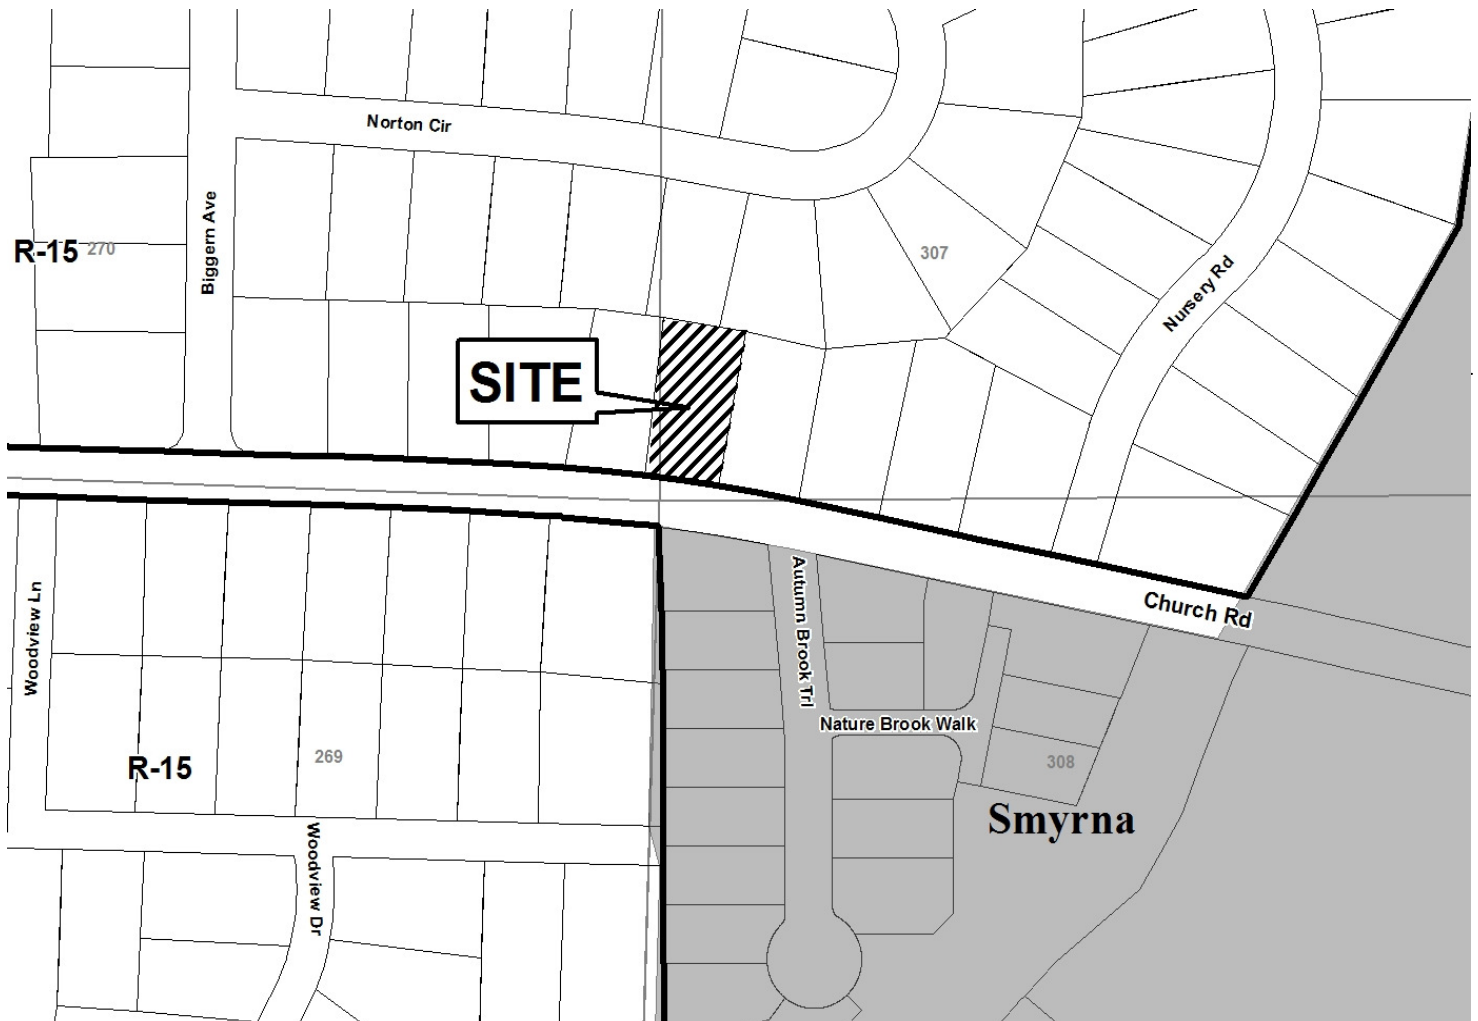 Norton Cir
Biggern Ave
R-15
270
307
Nursery Rd
SITE
Woodview Ln
Autumn Brook Trl
Church Rd
Nature Brook Walk
R-15
269
308
Smyrna
Woodview Dr